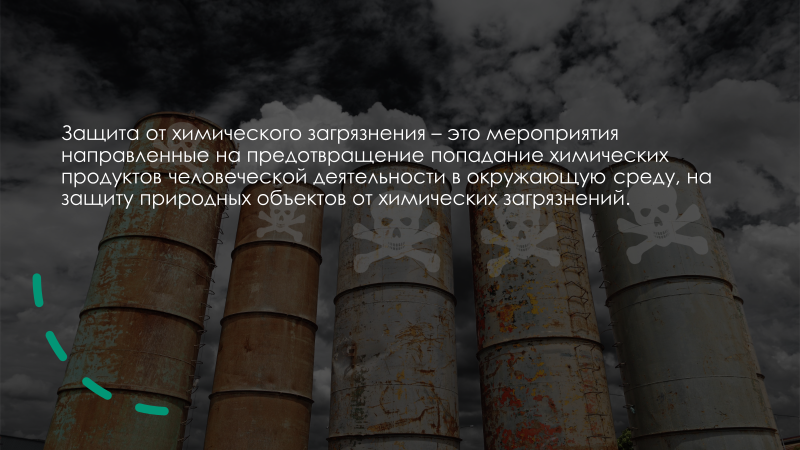 Защита от химического загрязнения – это мероприятия
направленные на предотвращение попадание химических
продуктов человеческой деятельности в окружающую среду, на
защиту природных объектов от химических загрязнений.